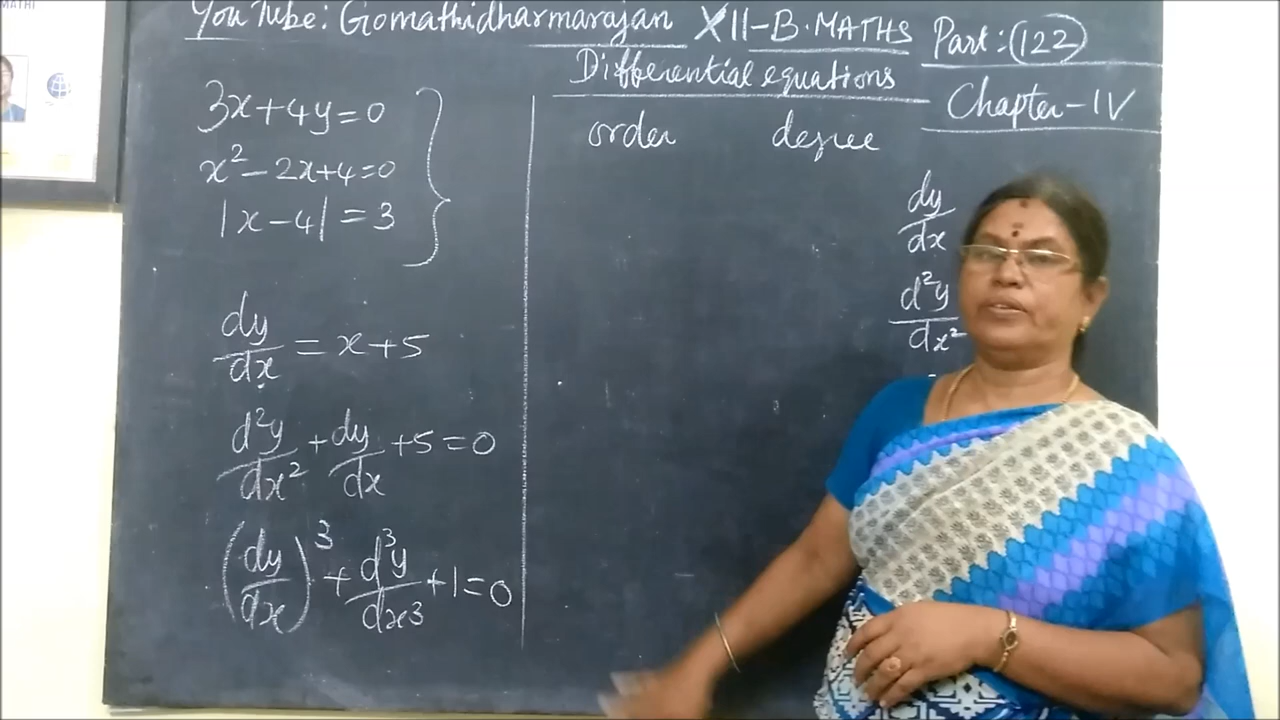 YouTube: Gomathidharmarajan XII-B.MATHS Part:(122)
Differential equations
Chapter-IV
3x+4y=0
x²-2x+4=0
|x-4|=3
dy/dx = x+5
d²y/dx² + dy/dx +5=0
(dy/dx)³ + d³y/dx³ +1=0
order degree
dy/dx
d²y/dx²